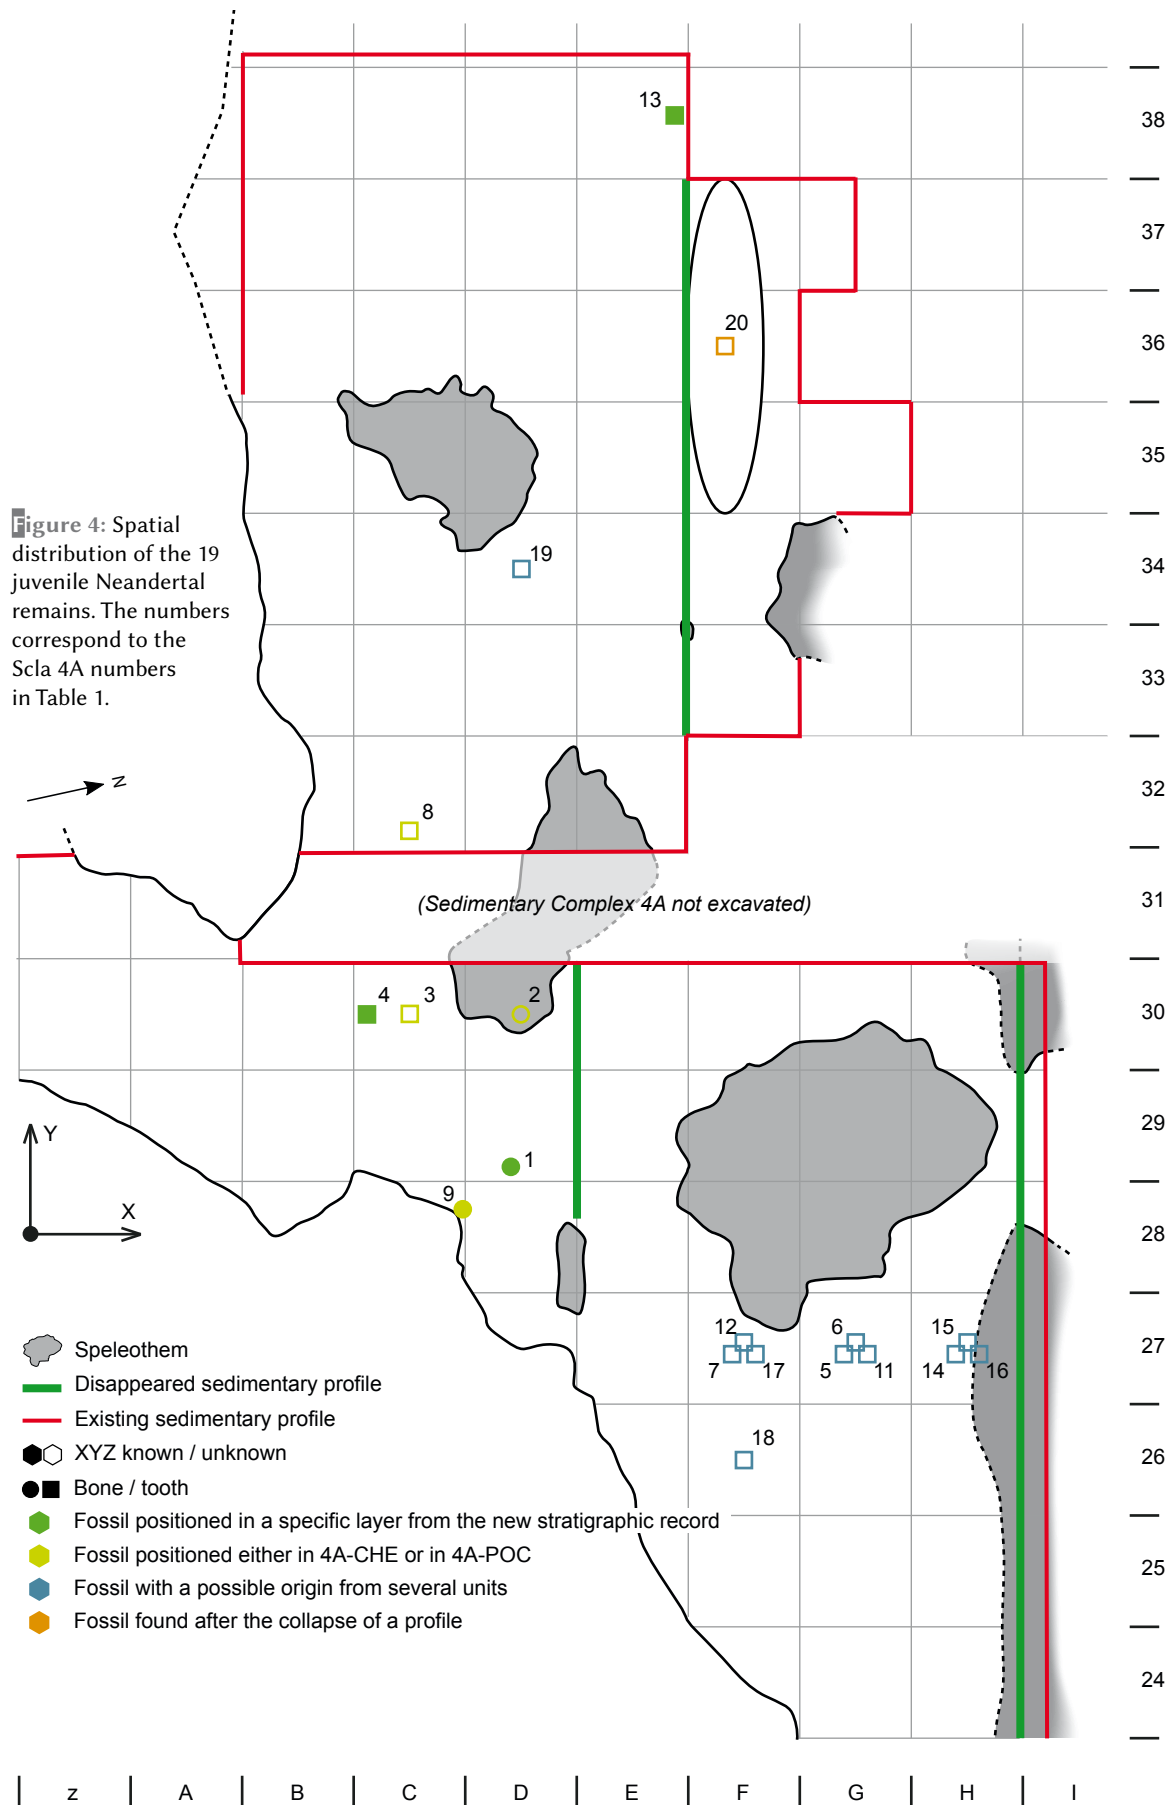 13
38
37
20
36
35
Figure 4: Spatial
distribution of the 19
juvenile Neandertal
remains. The numbers
correspond to the
Scla 4A numbers
in Table 1.
19
34
33
N
8
32
(Sedimentary Complex 4A not excavated)
31
4
3
2
30
Y
X
1
29
9
28
12
7
17
6
5
11
15
14
16
27
18
26
Speleothem
Disappeared sedimentary profile
Existing sedimentary profile
XYZ known / unknown
Bone / tooth
Fossil positioned in a specific layer from the new stratigraphic record
Fossil positioned either in 4A-CHE or in 4A-POC
Fossil with a possible origin from several units
Fossil found after the collapse of a profile
25
24
z A B C D E F G H I